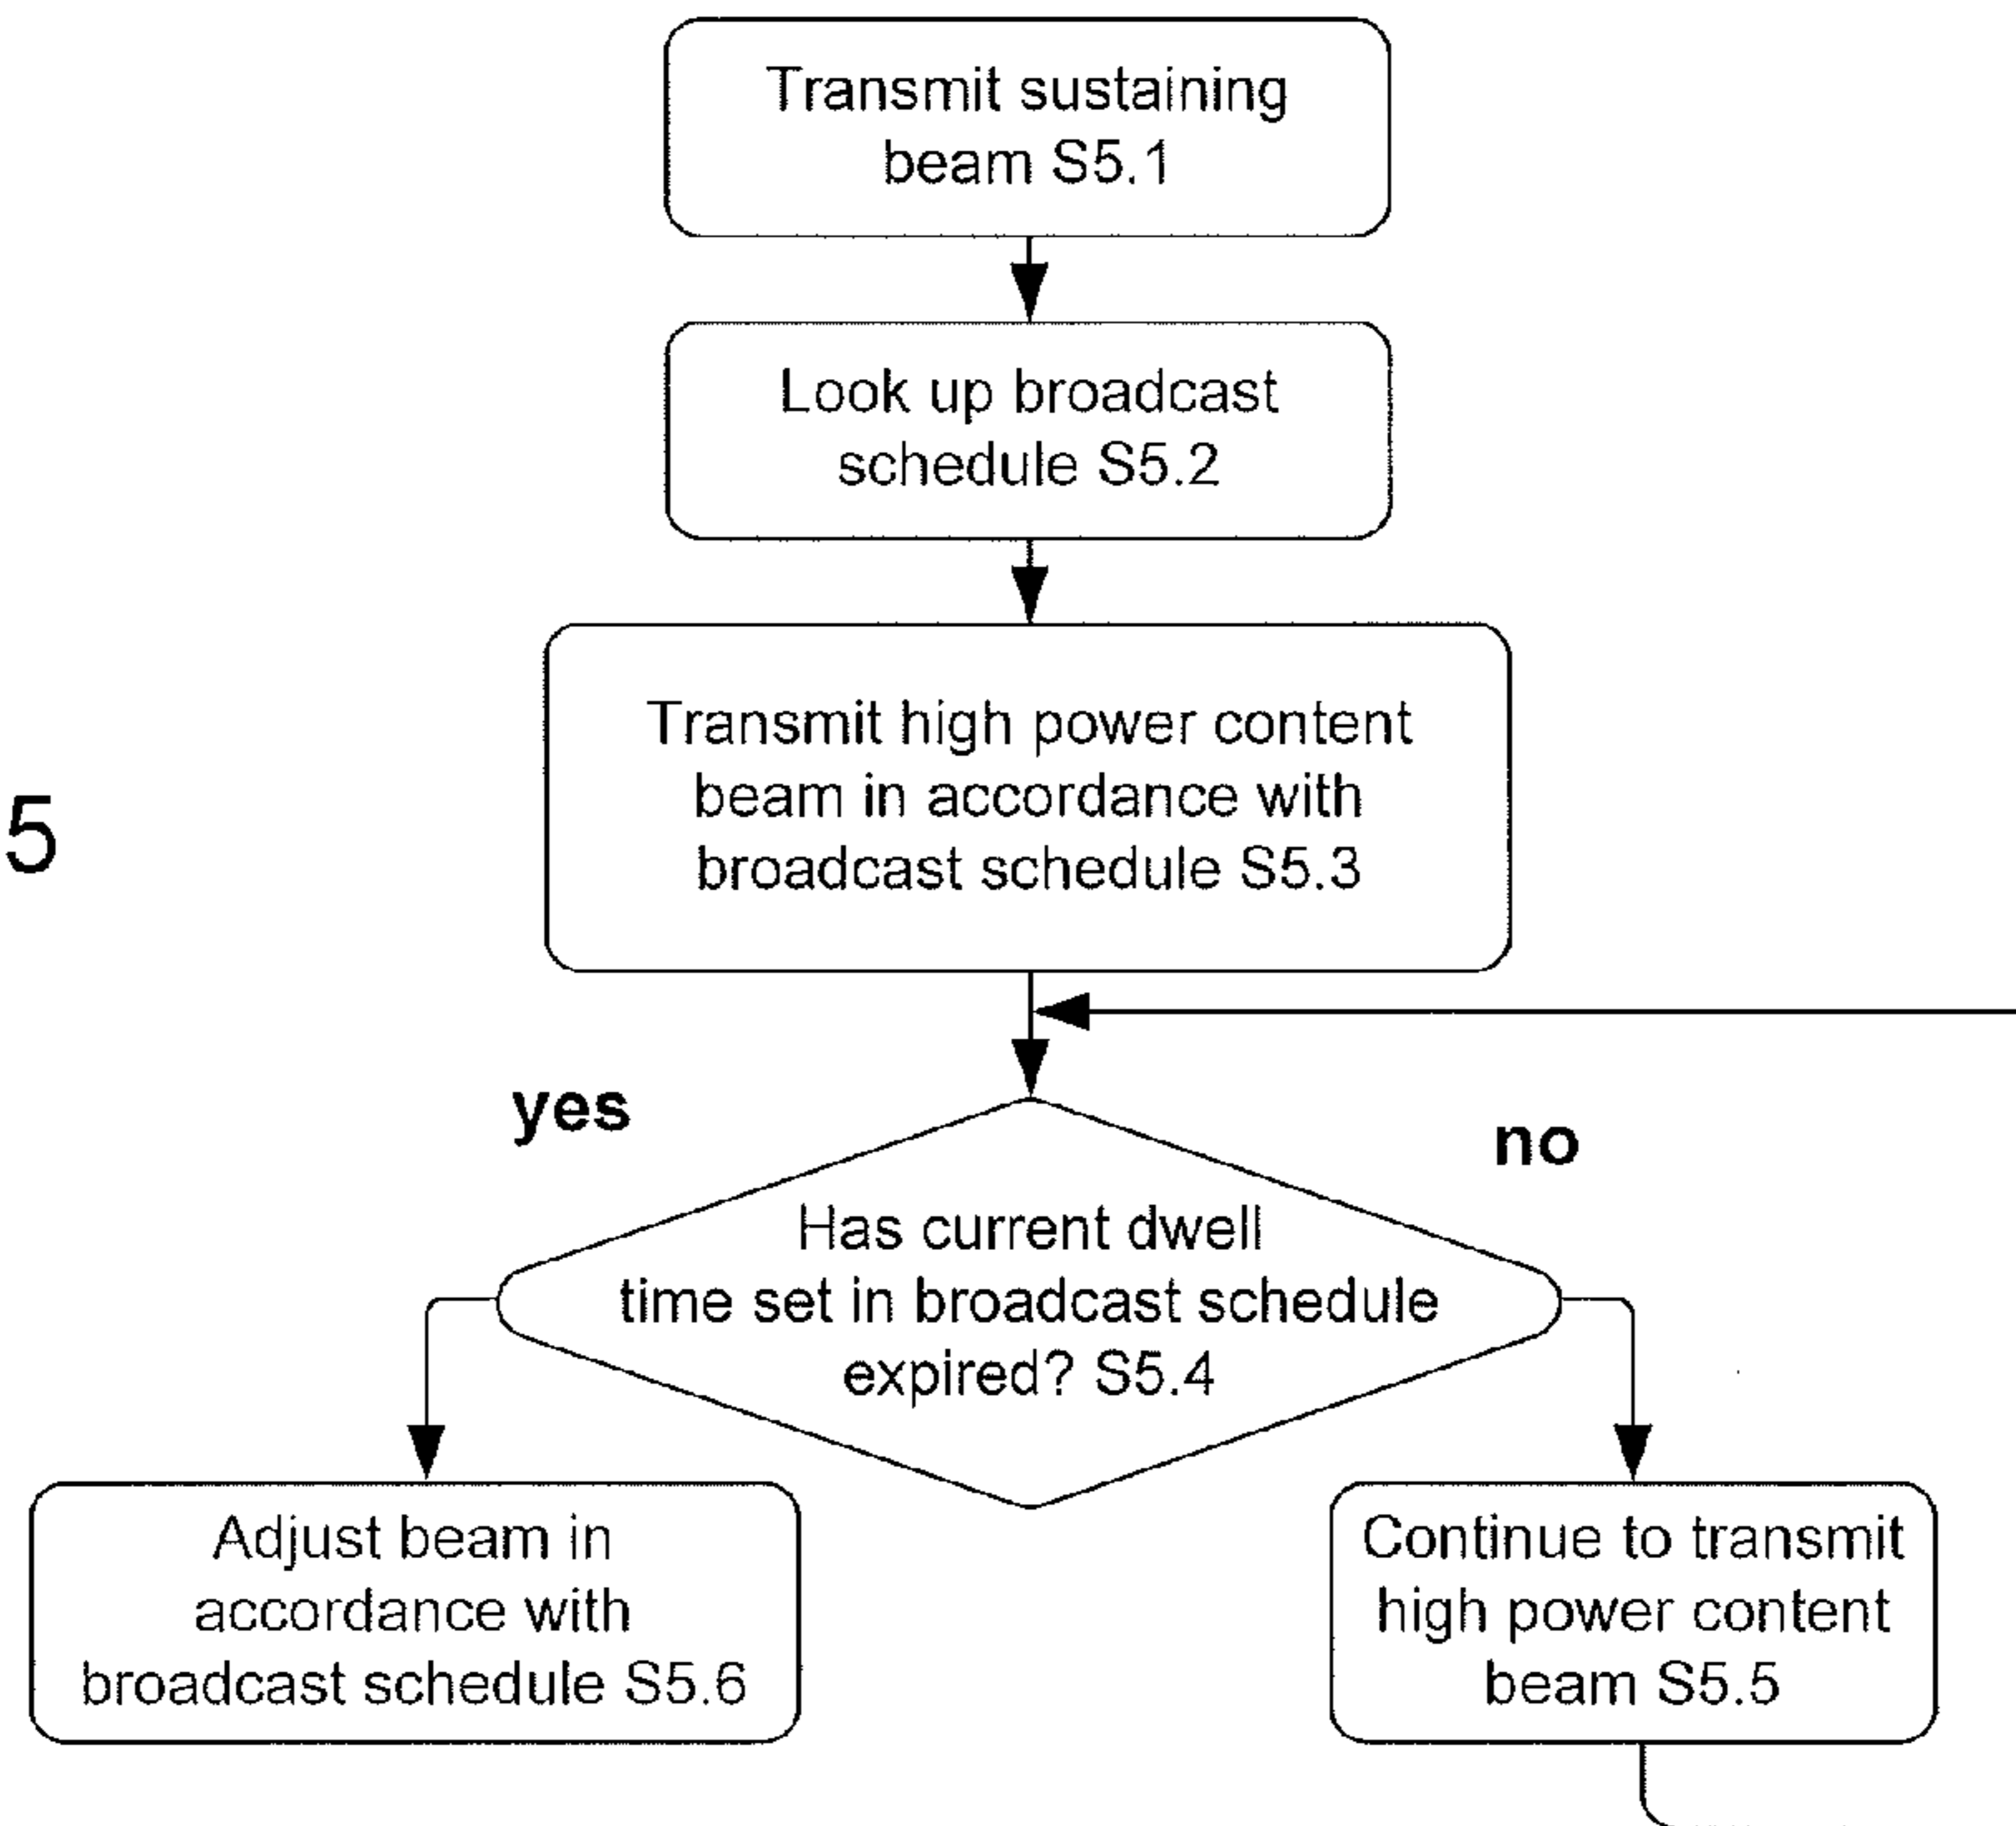 Transmit sustaining
beam S5.1
Look up broadcast
schedule S5.2
Transmit high power content
beam in accordance with
broadcast schedule S5.3
5
yes
no
Has current dwell
time set in broadcast schedule
expired? S5.4
Adjust beam in
accordance with
broadcast schedule S5.6
Continue to transmit
high power content
beam S5.5